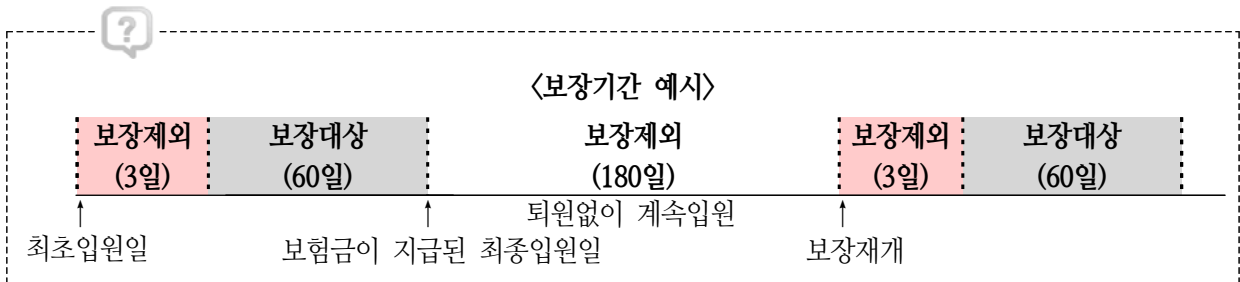 ?
〈보장기간 예시〉
보장제외 보장대상 보장제외 보장제외 보장대상
(3일) (60일) (180일) (3일) (60일)
퇴원없이 계속입원
최초입원일 보험금이 지급된 최종입원일 보장재개